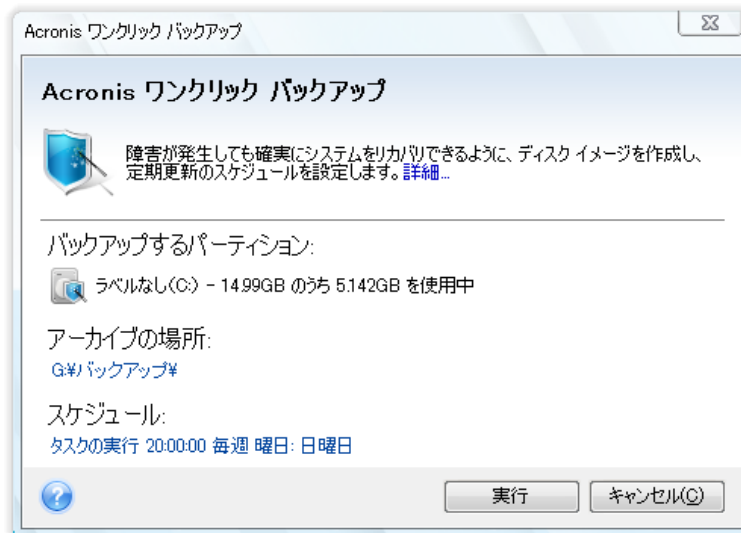 Acronis ワンクリック バックアップ
Acronis ワンクリック バックアップ
障害が発生しても確実にシステムをリカバリできるように、ディスク イメージを作成し、
定期更新のスケジュールを設定します。詳細...
バックアップするパーティション:
ラベルなし(C:) - 14.99GB のうち 5.142GB を使用中
アーカイブの場所:
G:¥バックアップ¥
スケジュール:
タスクの実行 20:00:00 毎週 曜日: 日曜日
?
実行
キャンセル(C)